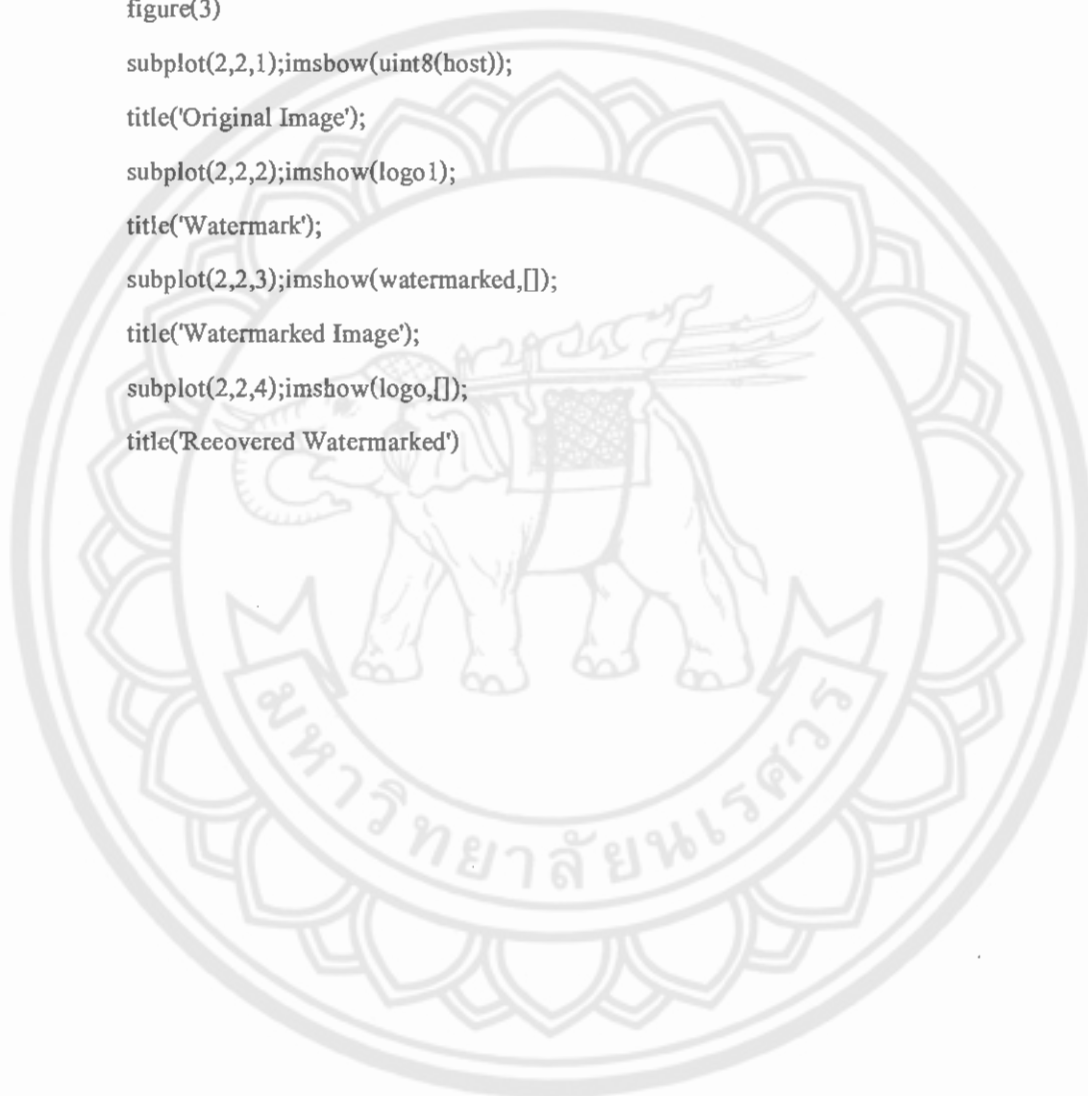 figure(3)
subplot(2,2,1);imsbow(uint8(host));
title('Original Image');
subplot(2,2,2);imshow(logo1);
title('Watermark');
subplot(2,2,3);imshow(watermarked,[]);
title('Watermarked Image');
subplot(2,2,4);imshow(logo,[]);
title('Reeovered Watermarked')
มหาวิทยาลัยนเรศวร